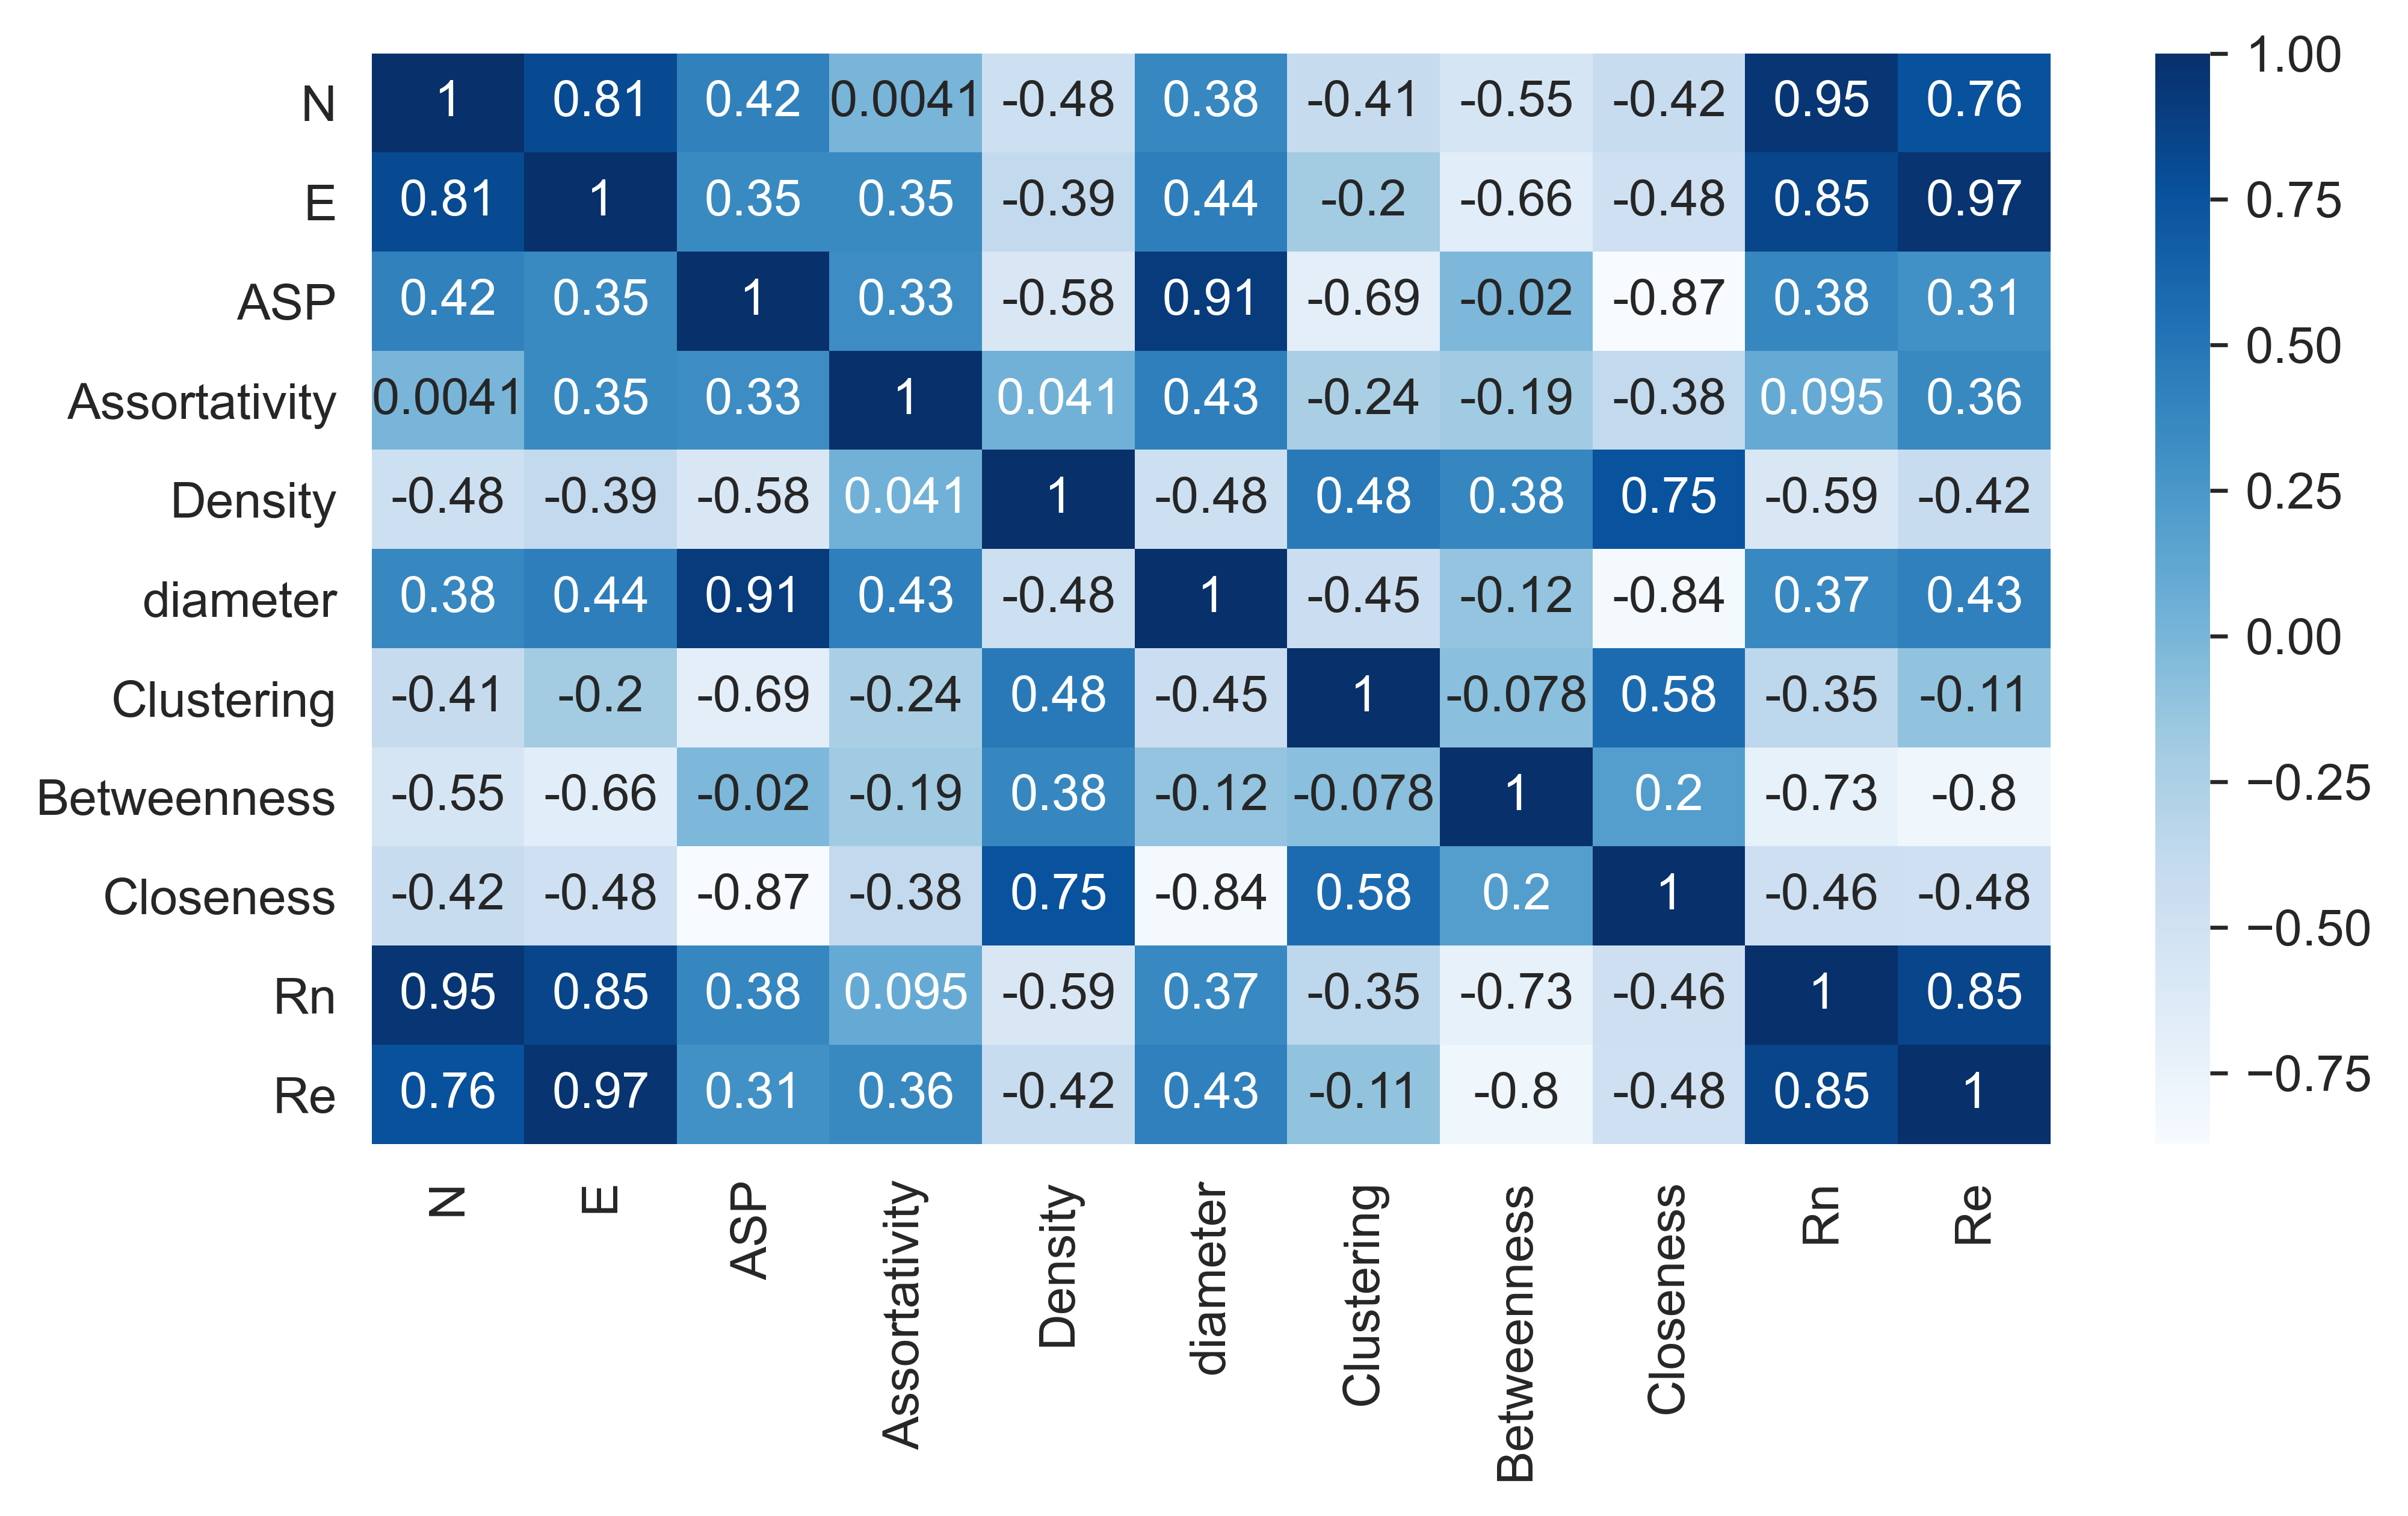 N 1 0.81 0.42 0.0041 -0.48 0.38 -0.41 -0.55 -0.42 0.95 0.76
E 0.81 1 0.35 0.35 -0.39 0.44 -0.2 -0.66 -0.48 0.85 0.97
ASP 0.42 0.35 1 0.33 -0.58 0.91 -0.69 -0.02 -0.87 0.38 0.31
Assortativity 0.0041 0.35 0.33 1 0.041 0.43 -0.24 -0.19 -0.38 0.095 0.36
Density -0.48 -0.39 -0.58 0.041 1 -0.48 0.48 0.38 0.75 -0.59 -0.42
diameter 0.38 0.44 0.91 0.43 -0.48 1 -0.45 -0.12 -0.84 0.37 0.43
Clustering -0.41 -0.2 -0.69 -0.24 0.48 -0.45 1 -0.078 0.58 -0.35 -0.11
Betweenness -0.55 -0.66 -0.02 -0.19 0.38 -0.12 -0.078 1 0.2 -0.73 -0.8
Closeness -0.42 -0.48 -0.87 -0.38 0.75 -0.84 0.58 0.2 1 -0.46 -0.48
Rn 0.95 0.85 0.38 0.095 -0.59 0.37 -0.35 -0.73 -0.46 1 0.85
Re 0.76 0.97 0.31 0.36 -0.42 0.43 -0.11 -0.8 -0.48 0.85 1
N E ASP Assortativity Density diameter Clustering Betweenness Closeness Rn Re
1.00
0.75
0.50
0.25
0.00
−0.25
−0.50
−0.75